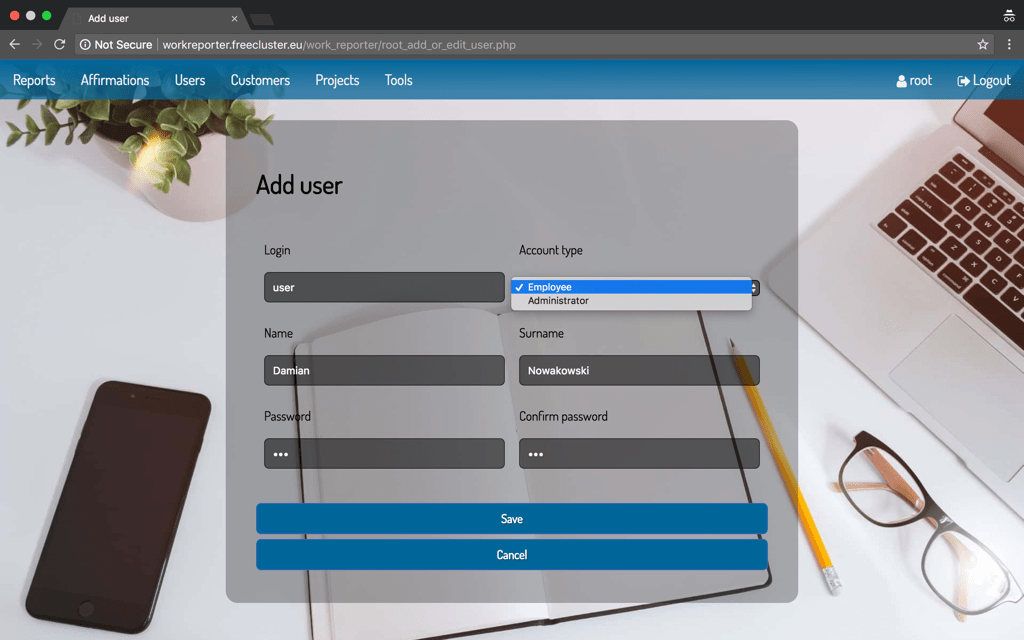 Add user
Not Secure workreporter.freecluster.eu/work_reporter/root_add_or_edit_user.php
Reports Affirmations Users Customers Projects Tools root Logout
Add user
Login Account type
user
✓ Employee
Administrator
Name Surname
Damian Nowakowski
Password Confirm password
••• •••
Save
Cancel